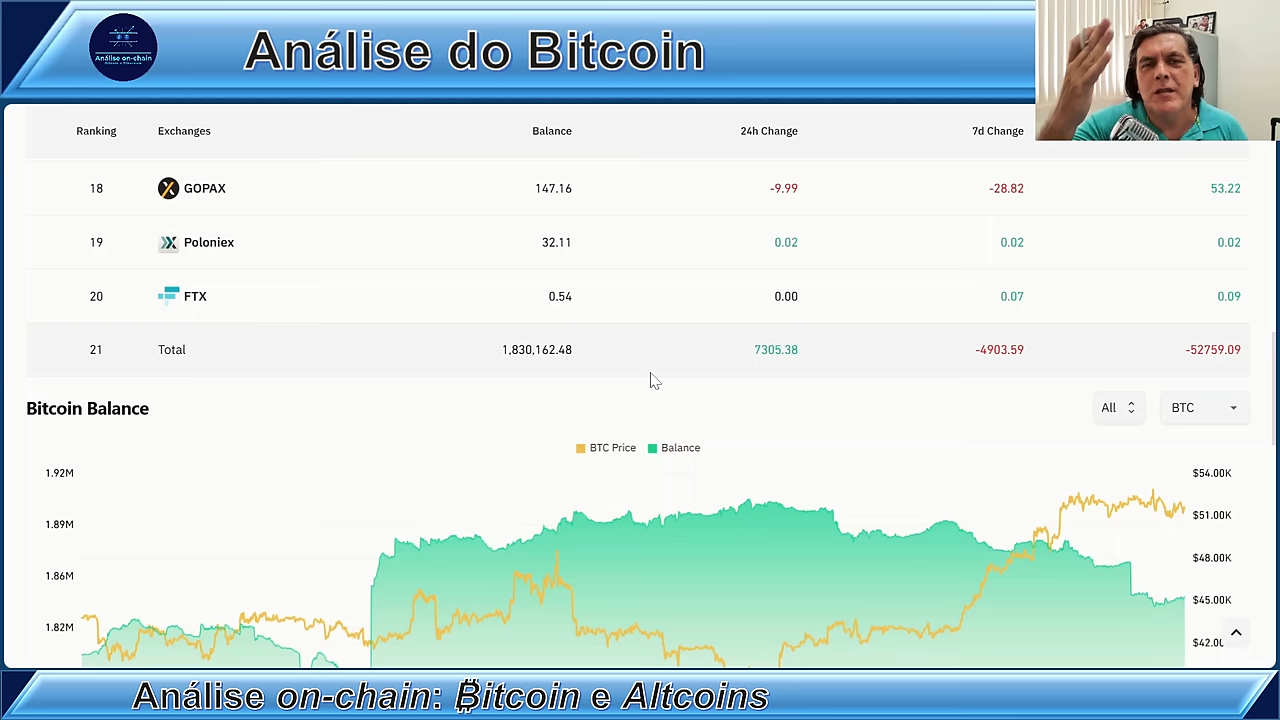 Análise on-chain
Bitcoin e Ethereum
Análise do Bitcoin
Ranking Exchanges Balance 24h Change 7d Change
18 GOPAX 147.16 -9.99 -28.82 53.22
19 Poloniex 32.11 0.02 0.02 0.02
20 FTX 0.54 0.00 0.07 0.09
21 Total 1,830,162.48 7305.38 -4903.59 -52759.09
Bitcoin Balance All BTC
BTC Price Balance
1.92M $54.00K
1.89M $51.00K
$48.00K
1.86M
$45.00K
1.82M
Análise on-chain: ₿itcoin e Altcoins